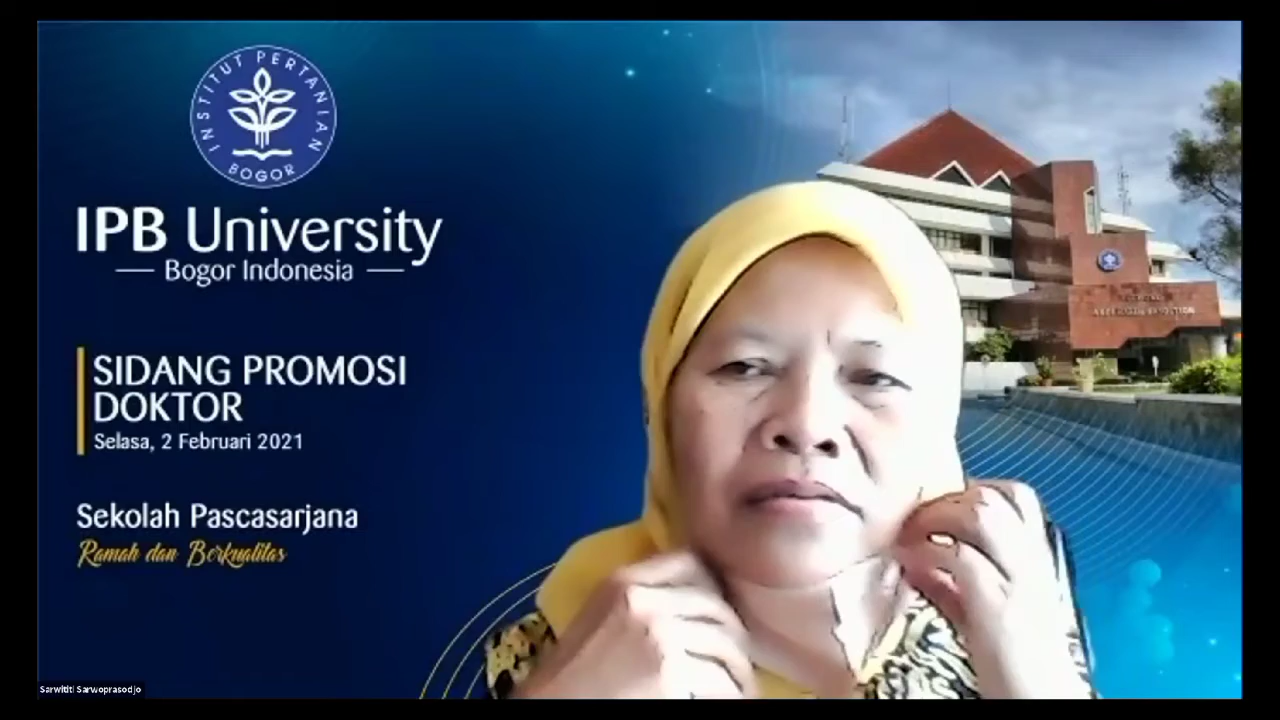 INSTITUT PERTANIAN
BOGOR
IPB University
Bogor Indonesia
SIDANG PROMOSI
DOKTOR
Selasa, 2 Februari 2021
Sekolah Pascasarjana
Ramah dan Berkualitas
Sarwititi Sarwoprasodjo